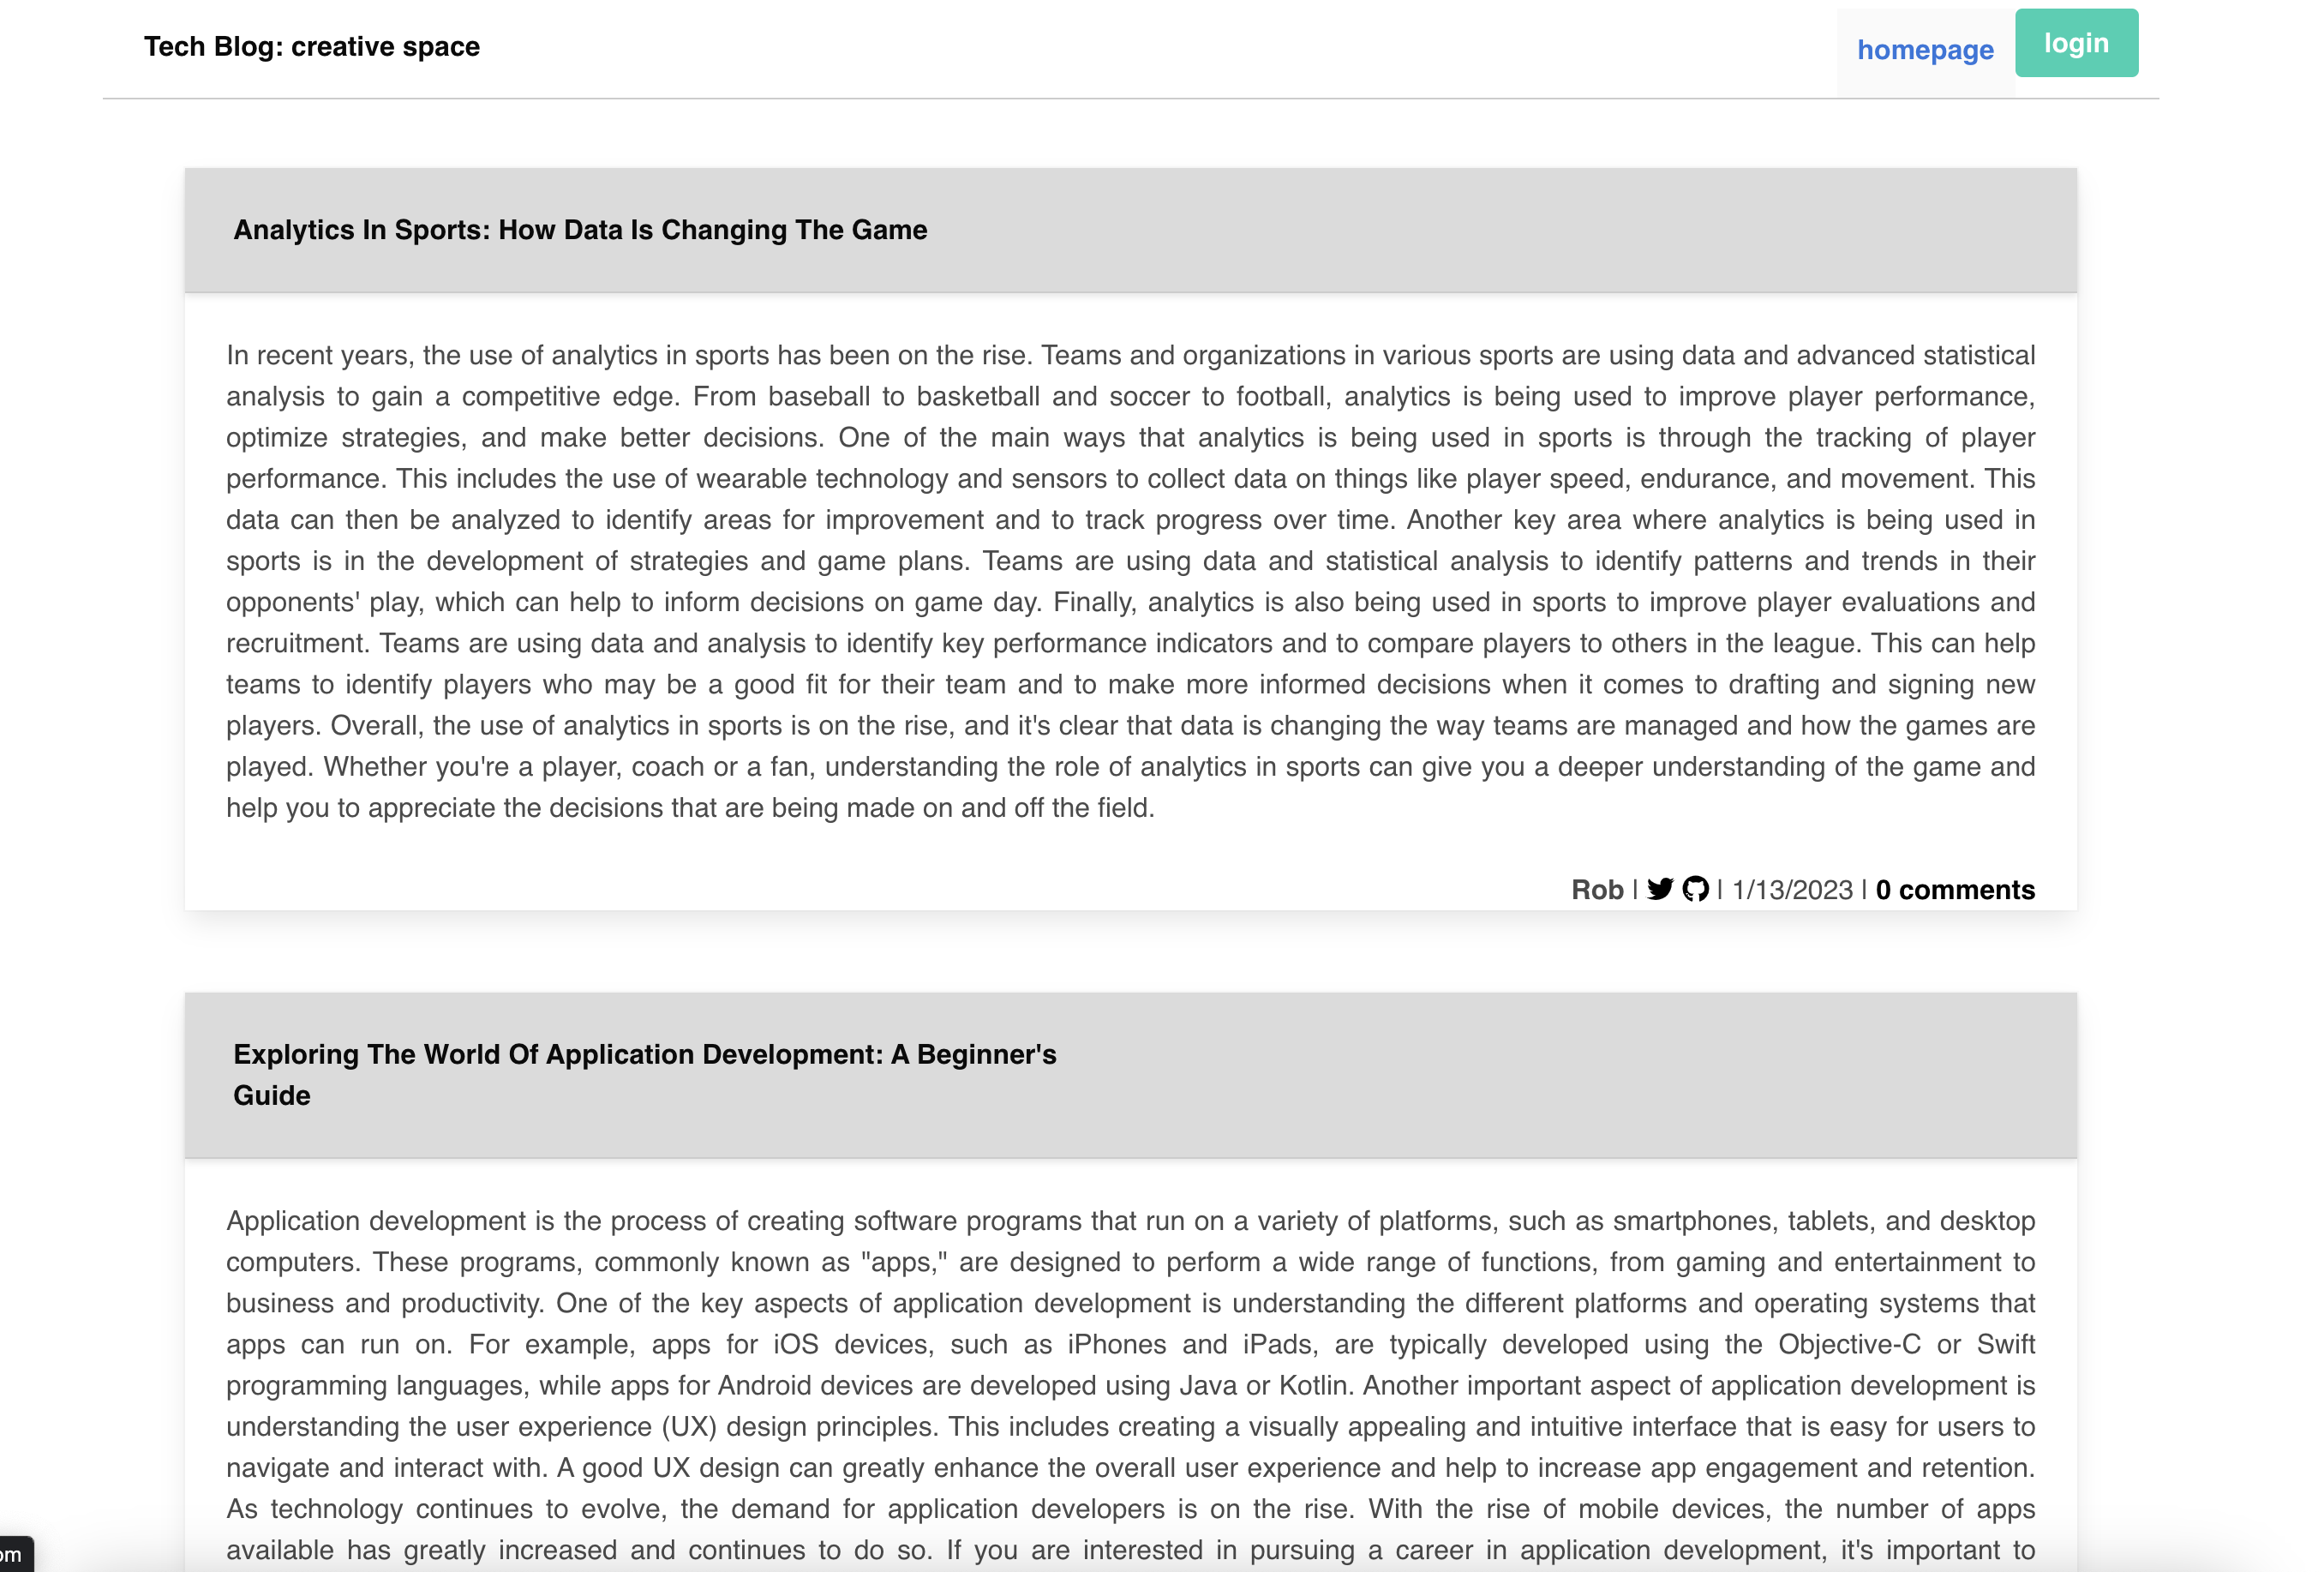 Tech Blog: creative space
homepage
login
Analytics In Sports: How Data Is Changing The Game
In recent years, the use of analytics in sports has been on the rise. Teams and organizations in various sports are using data and advanced statistical
analysis to gain a competitive edge. From baseball to basketball and soccer to football, analytics is being used to improve player performance,
optimize strategies, and make better decisions. One of the main ways that analytics is being used in sports is through the tracking of player
performance. This includes the use of wearable technology and sensors to collect data on things like player speed, endurance, and movement. This
data can then be analyzed to identify areas for improvement and to track progress over time. Another key area where analytics is being used in
sports is in the development of strategies and game plans. Teams are using data and statistical analysis to identify patterns and trends in their
opponents' play, which can help to inform decisions on game day. Finally, analytics is also being used in sports to improve player evaluations and
recruitment. Teams are using data and analysis to identify key performance indicators and to compare players to others in the league. This can help
teams to identify players who may be a good fit for their team and to make more informed decisions when it comes to drafting and signing new
players. Overall, the use of analytics in sports is on the rise, and it's clear that data is changing the way teams are managed and how the games are
played. Whether you're a player, coach or a fan, understanding the role of analytics in sports can give you a deeper understanding of the game and
help you to appreciate the decisions that are being made on and off the field.
Rob | | 1/13/2023 | 0 comments
Exploring The World Of Application Development: A Beginner's
Guide
Application development is the process of creating software programs that run on a variety of platforms, such as smartphones, tablets, and desktop
computers. These programs, commonly known as "apps," are designed to perform a wide range of functions, from gaming and entertainment to
business and productivity. One of the key aspects of application development is understanding the different platforms and operating systems that
apps can run on. For example, apps for iOS devices, such as iPhones and iPads, are typically developed using the Objective-C or Swift
programming languages, while apps for Android devices are developed using Java or Kotlin. Another important aspect of application development is
understanding the user experience (UX) design principles. This includes creating a visually appealing and intuitive interface that is easy for users to
navigate and interact with. A good UX design can greatly enhance the overall user experience and help to increase app engagement and retention.
As technology continues to evolve, the demand for application developers is on the rise. With the rise of mobile devices, the number of apps
available has greatly increased and continues to do so. If you are interested in pursuing a career in application development, it's important to